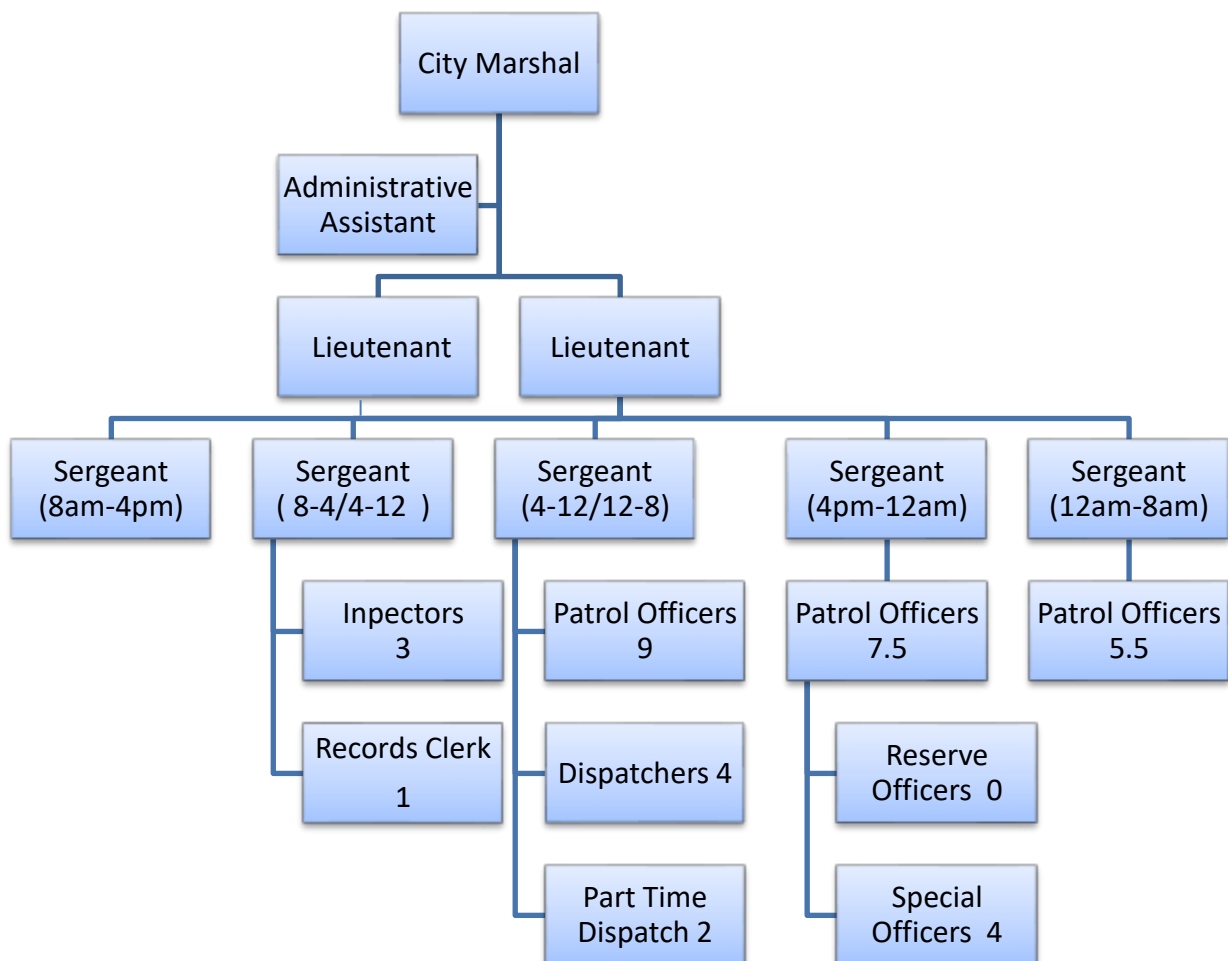 City Marshal
Administrative
Assistant
Lieutenant
Lieutenant
Sergeant
(8am-4pm)
Sergeant
( 8-4/4-12 )
Sergeant
(4-12/12-8)
Sergeant
(4pm-12am)
Sergeant
(12am-8am)
Inpectors
3
Patrol Officers
9
Patrol Officers
7.5
Patrol Officers
5.5
Records Clerk
1
Dispatchers 4
Reserve
Officers 0
Part Time
Dispatch 2
Special
Officers 4